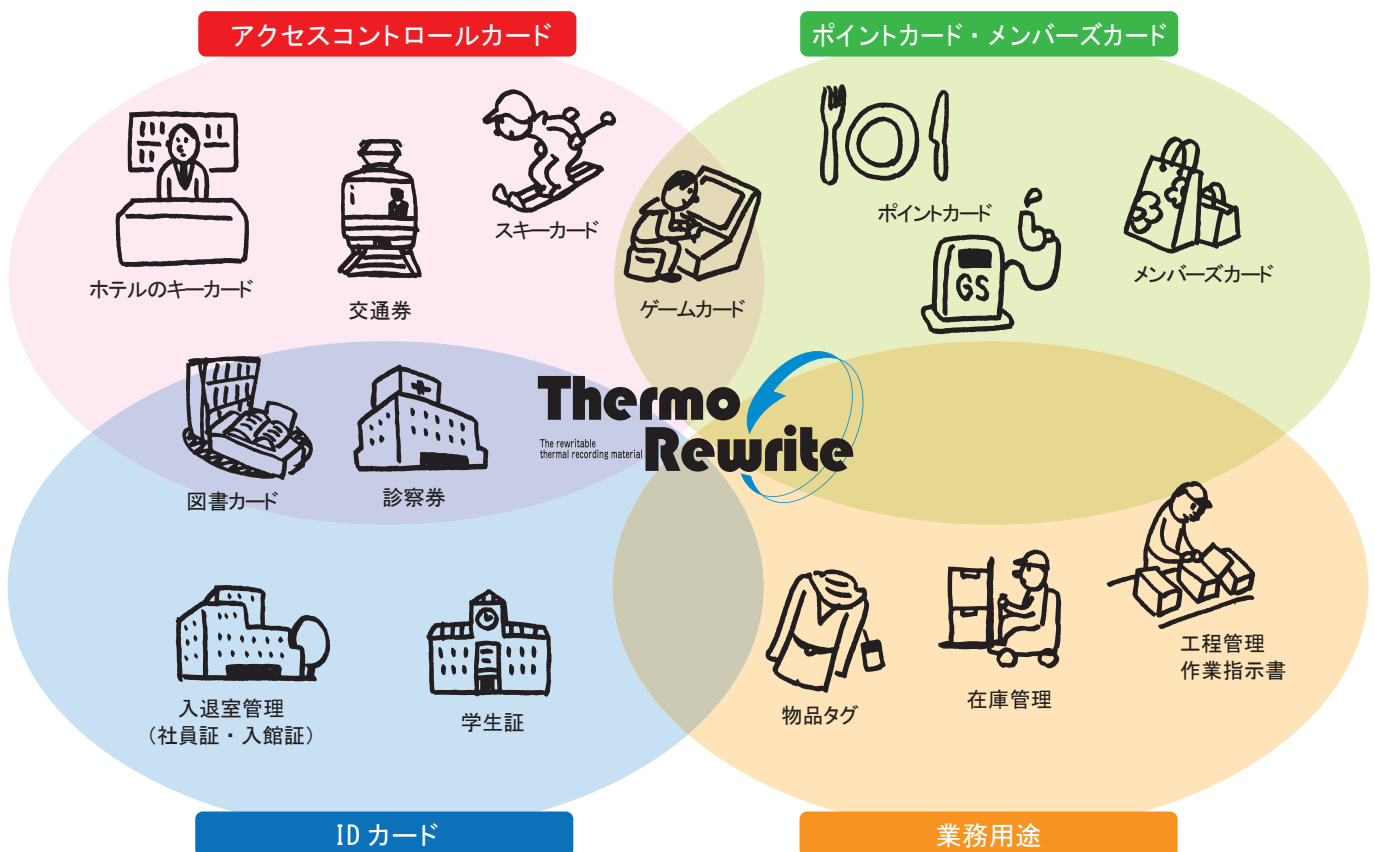 アクセスコントロールカード
ポイントカード・メンバーズカード
スキーカード
ポイントカード
GS
メンバーズカード
ホテルのキーカード
交通券
ゲームカード
Thermo
Rewrite
The rewritable
thermal recording material
図書カード
診察券
入退室管理
（社員証・入館証）
学生証
物品タグ
在庫管理
工程管理
作業指示書
ID カード
業務用途